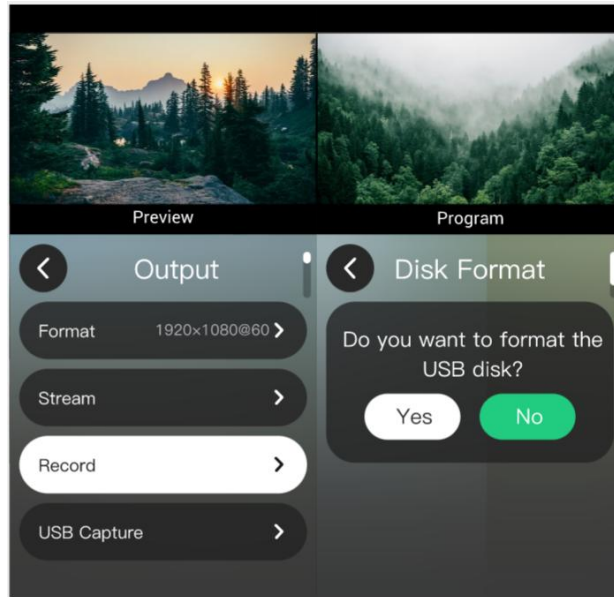 Preview
Program
Output
Format 1920×1080@60
Stream
Record
USB Capture
Disk Format
Do you want to format the
USB disk?
Yes
No